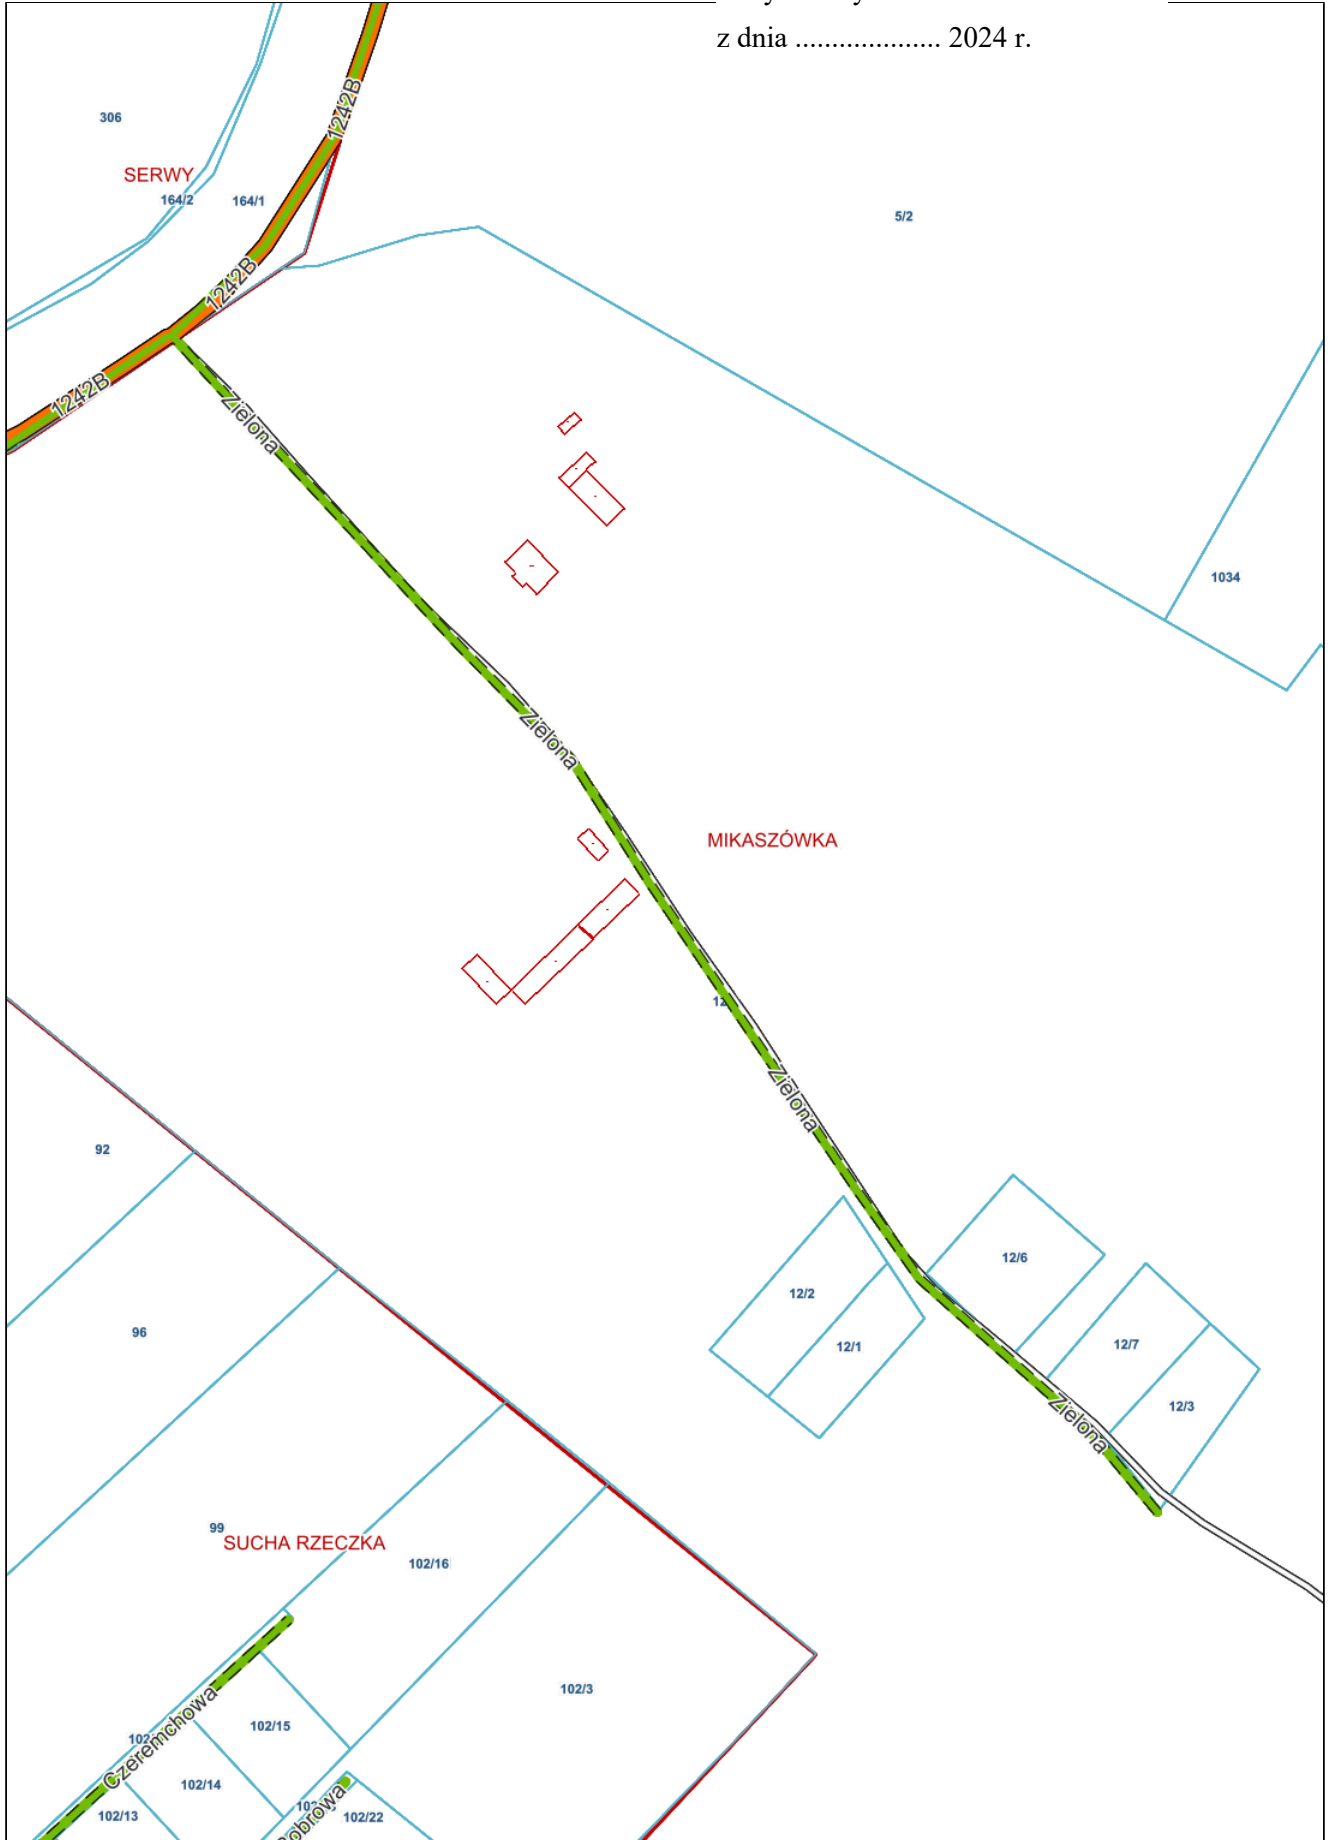 z dnia .................... 2024 r.
1242B
306
SERWY
164/2
164/1
5/2
1242B
1242B
Zielona
1034
Zielona
MIKASZÓWKA
Zielona
92
12/6
12/2
96
12/7
12/1
12/3
Zielona
99
SUCHA RZECZKA
102/16
102/3
102/15
Czeremchowa
102/14
102/13
102/22